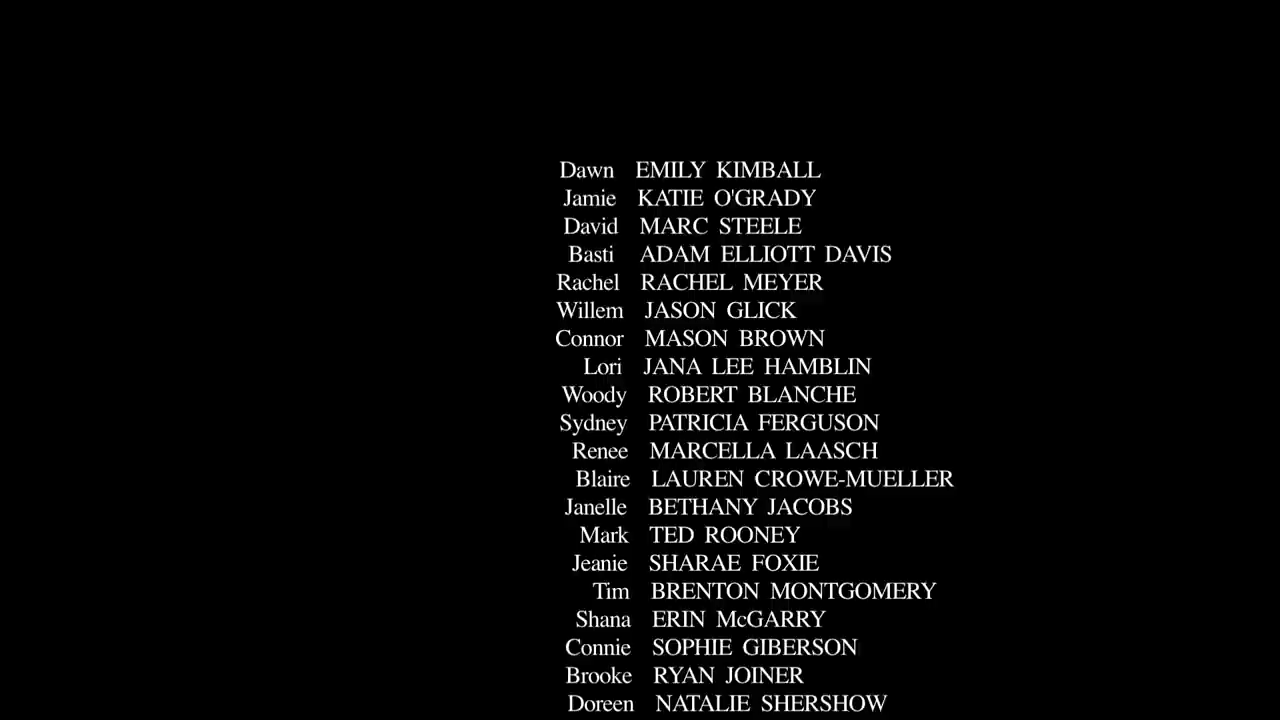 Dawn EMILY KIMBALL
Jamie KATIE O'GRADY
David MARC STEELE
Basti ADAM ELLIOTT DAVIS
Rachel RACHEL MEYER
Willem JASON GLICK
Connor MASON BROWN
Lori JANA LEE HAMBLIN
Woody ROBERT BLANCHE
Sydney PATRICIA FERGUSON
Renee MARCELLA LAASCH
Blaire LAUREN CROWE-MUELLER
Janelle BETHANY JACOBS
Mark TED ROONEY
Jeanie SHARAE FOXIE
Tim BRENTON MONTGOMERY
Shana ERIN McGARRY
Connie SOPHIE GIBERSON
Brooke RYAN JOINER
Doreen NATALIE SHERSHOW